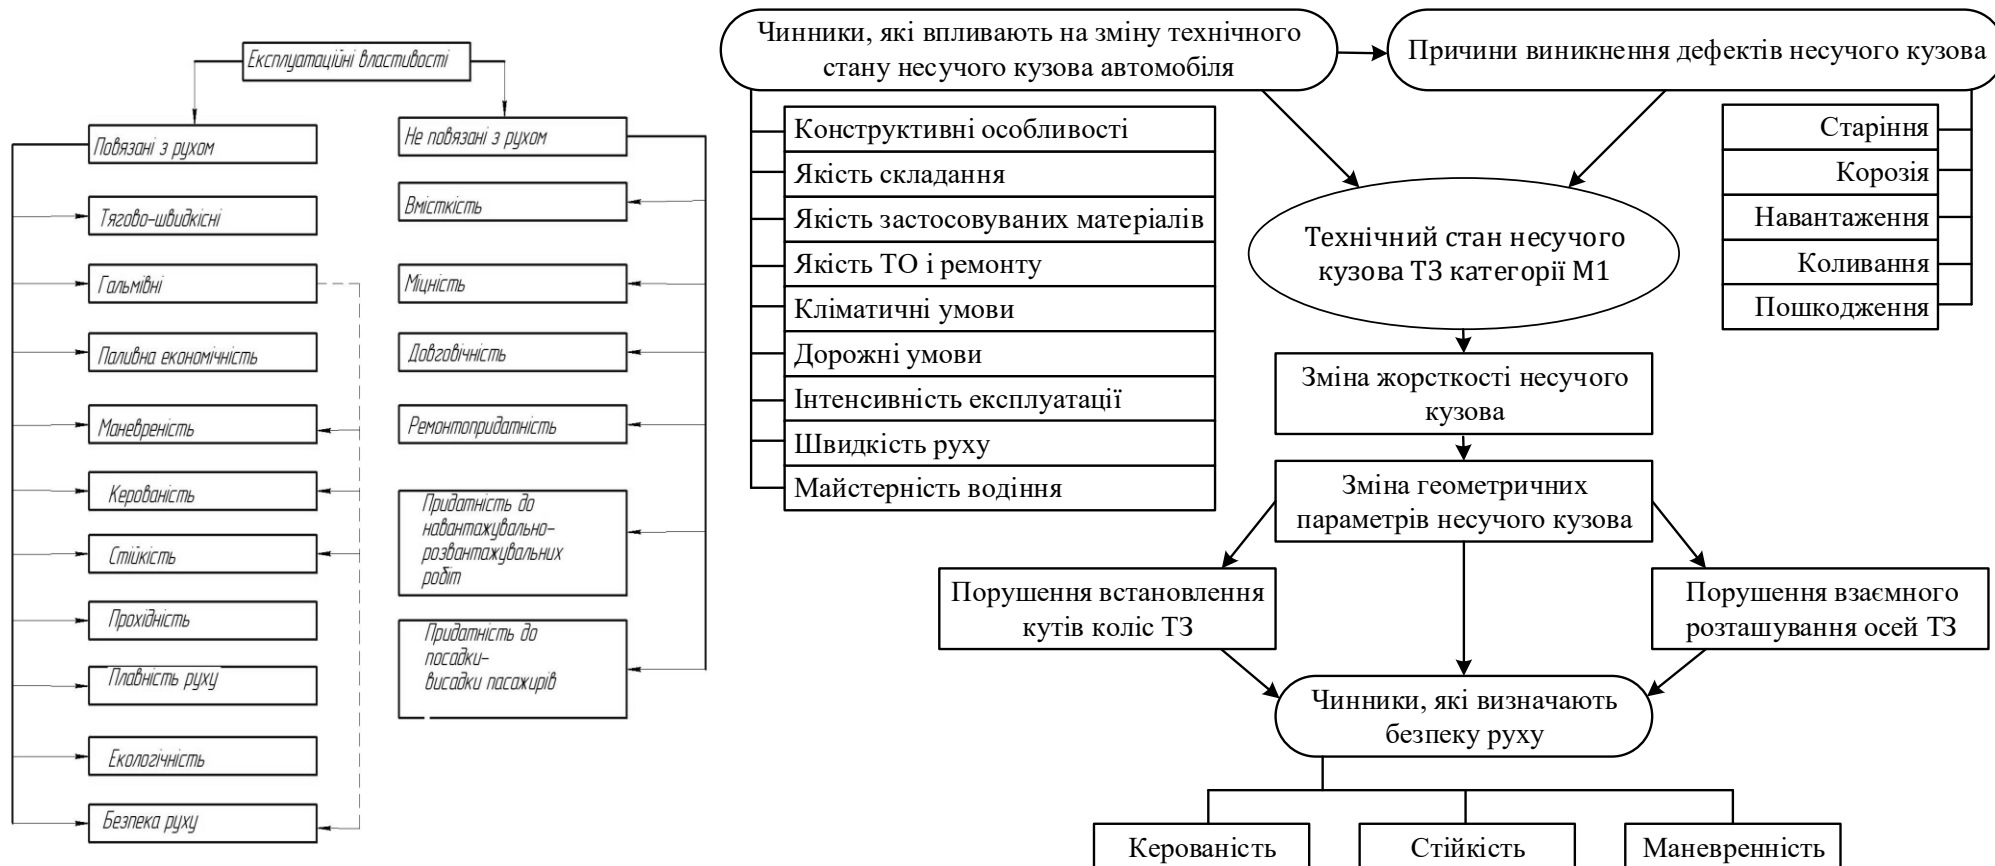 Експлуатаційні властивості
Повязані з рухом
Тягово-швидкісні
Гальмівні
Паливна економічність
Маневреність
Керованість
Стійкість
Прохідність
Плавність руху
Екологічність
Безпека руху
Не повязані з рухом
Вмісткість
Міцність
Довговічність
Ремонтопридатність
Придатність до
навантажувально-
розвантажувальних
робіт
Придатність до
посадки-
висадки пасажирів
Чинники, які впливають на зміну технічного
стану несучого кузова автомобіля
Конструктивні особливості
Якість складання
Якість застосовуваних матеріалів
Якість ТО і ремонту
Кліматичні умови
Дорожні умови
Інтенсивність експлуатації
Швидкість руху
Майстерність водіння
Причини виникнення дефектів несучого кузова
Старіння
Корозія
Навантаження
Коливання
Пошкодження
Технічний стан несучого
кузова ТЗ категорії М1
Зміна жорсткості несучого
кузова
Зміна геометричних
параметрів несучого кузова
Порушення встановлення
кутів коліс ТЗ
Порушення взаємного
розташування осей ТЗ
Чинники, які визначають
безпеку руху
Керованість
Стійкість
Маневренність